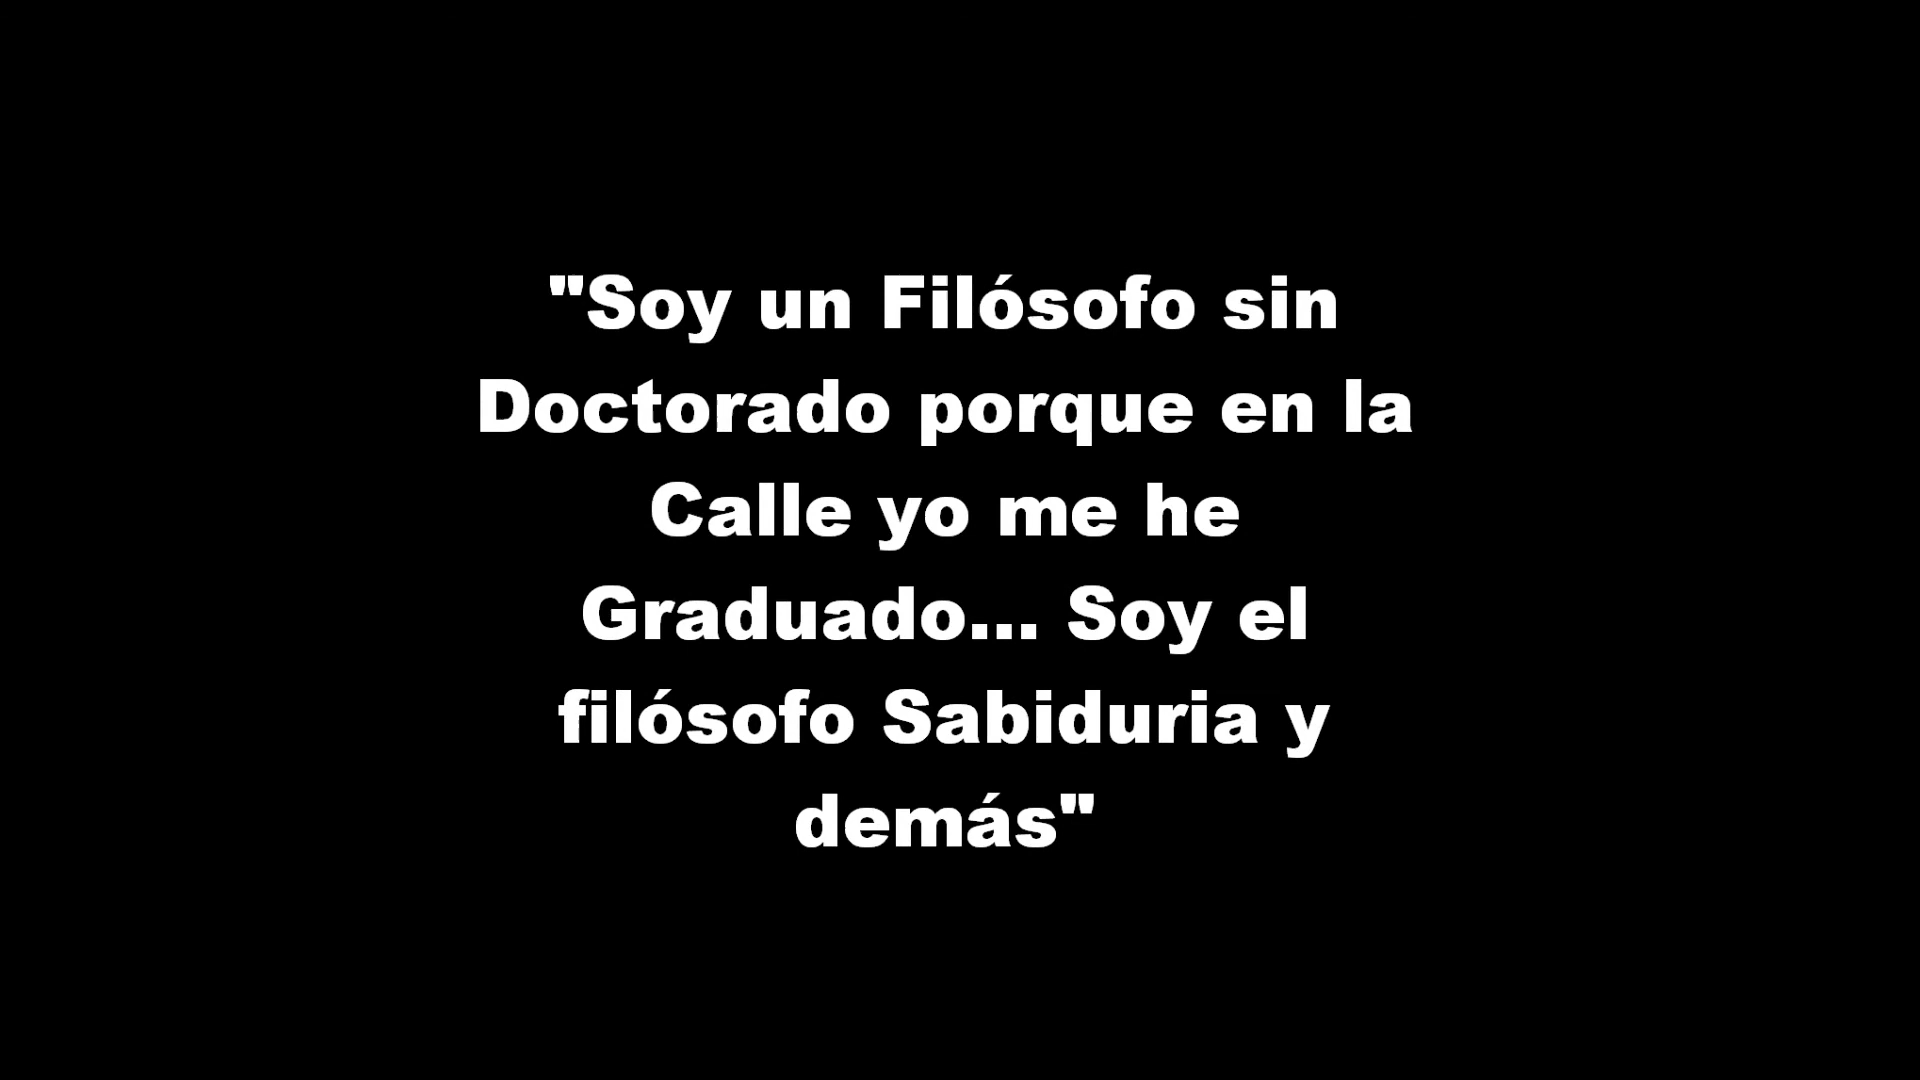 "Soy un Filósofo sin
Doctorado porque en la
Calle yo me he
Graduado... Soy el
filósofo Sabiduria y
demás"